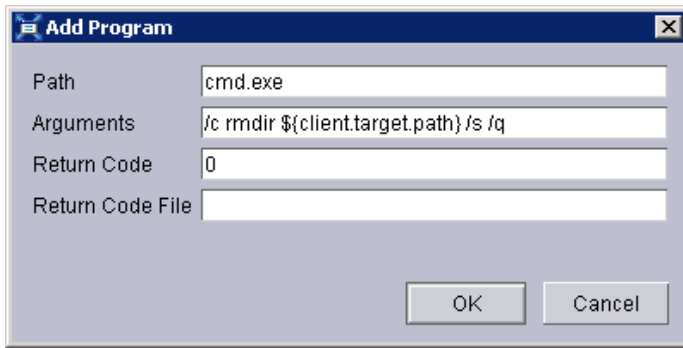 Add Program
Path cmd.exe
Arguments /c rmdir ${client.target.path} /s /q
Return Code 0
Return Code File
OK Cancel